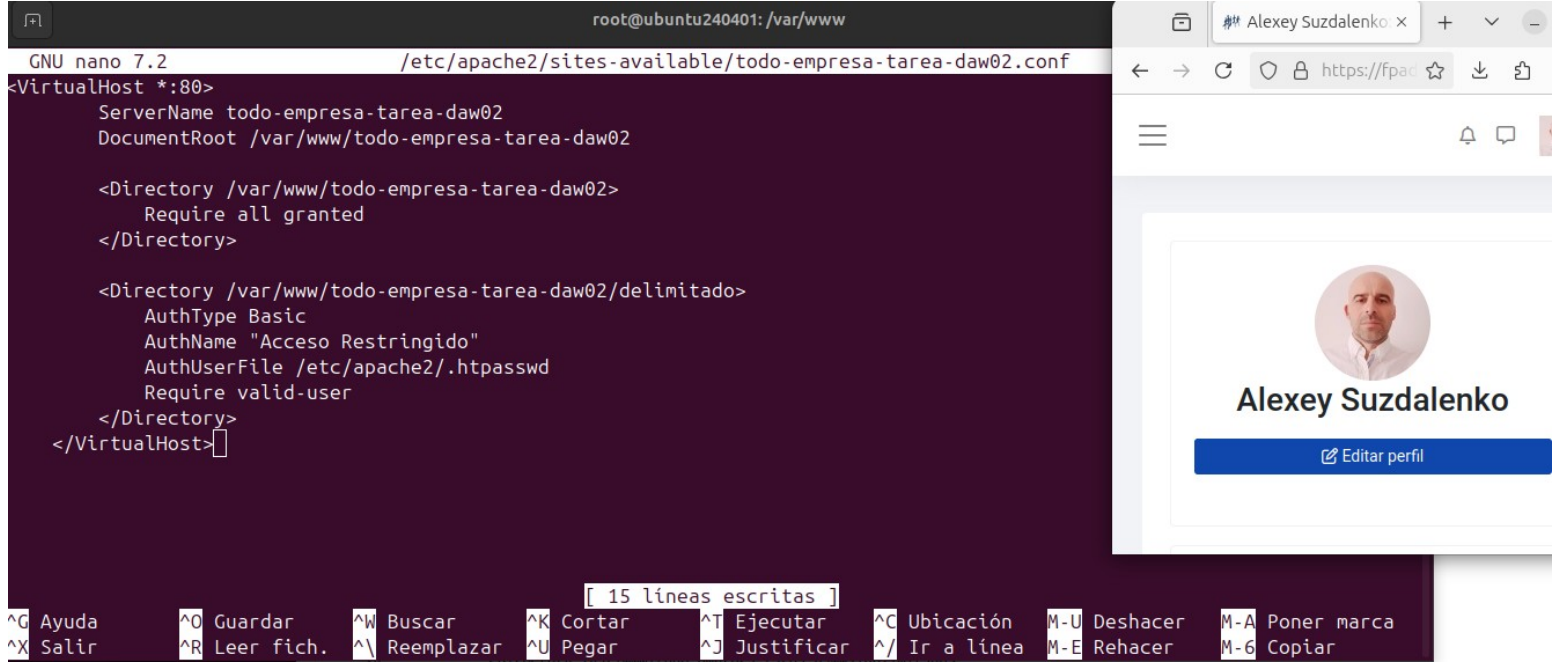 root@ubuntu240401: /var/www
GNU nano 7.2 /etc/apache2/sites-available/todo-empresa-tarea-daw02.conf
<VirtualHost *:80>
ServerName todo-empresa-tarea-daw02
DocumentRoot /var/www/todo-empresa-tarea-daw02
<Directory /var/www/todo-empresa-tarea-daw02>
Require all granted
</Directory>
<Directory /var/www/todo-empresa-tarea-daw02/delimitado>
AuthType Basic
AuthName "Acceso Restringido"
AuthUserFile /etc/apache2/.htpasswd
Require valid-user
</Directory>
</VirtualHost>
[ 15 líneas escritas ]
^G Ayuda ^O Guardar ^W Buscar ^K Cortar ^T Ejecutar ^C Ubicación M-U Deshacer M-A Poner marca
^X Salir ^R Leer fich. ^\ Reemplazar ^U Pegar ^J Justificar ^/ Ir a línea M-E Rehacer M-6 Copiar
Alexey Suzdalenko:
https://fpad
Alexey Suzdalenko
Editar perfil